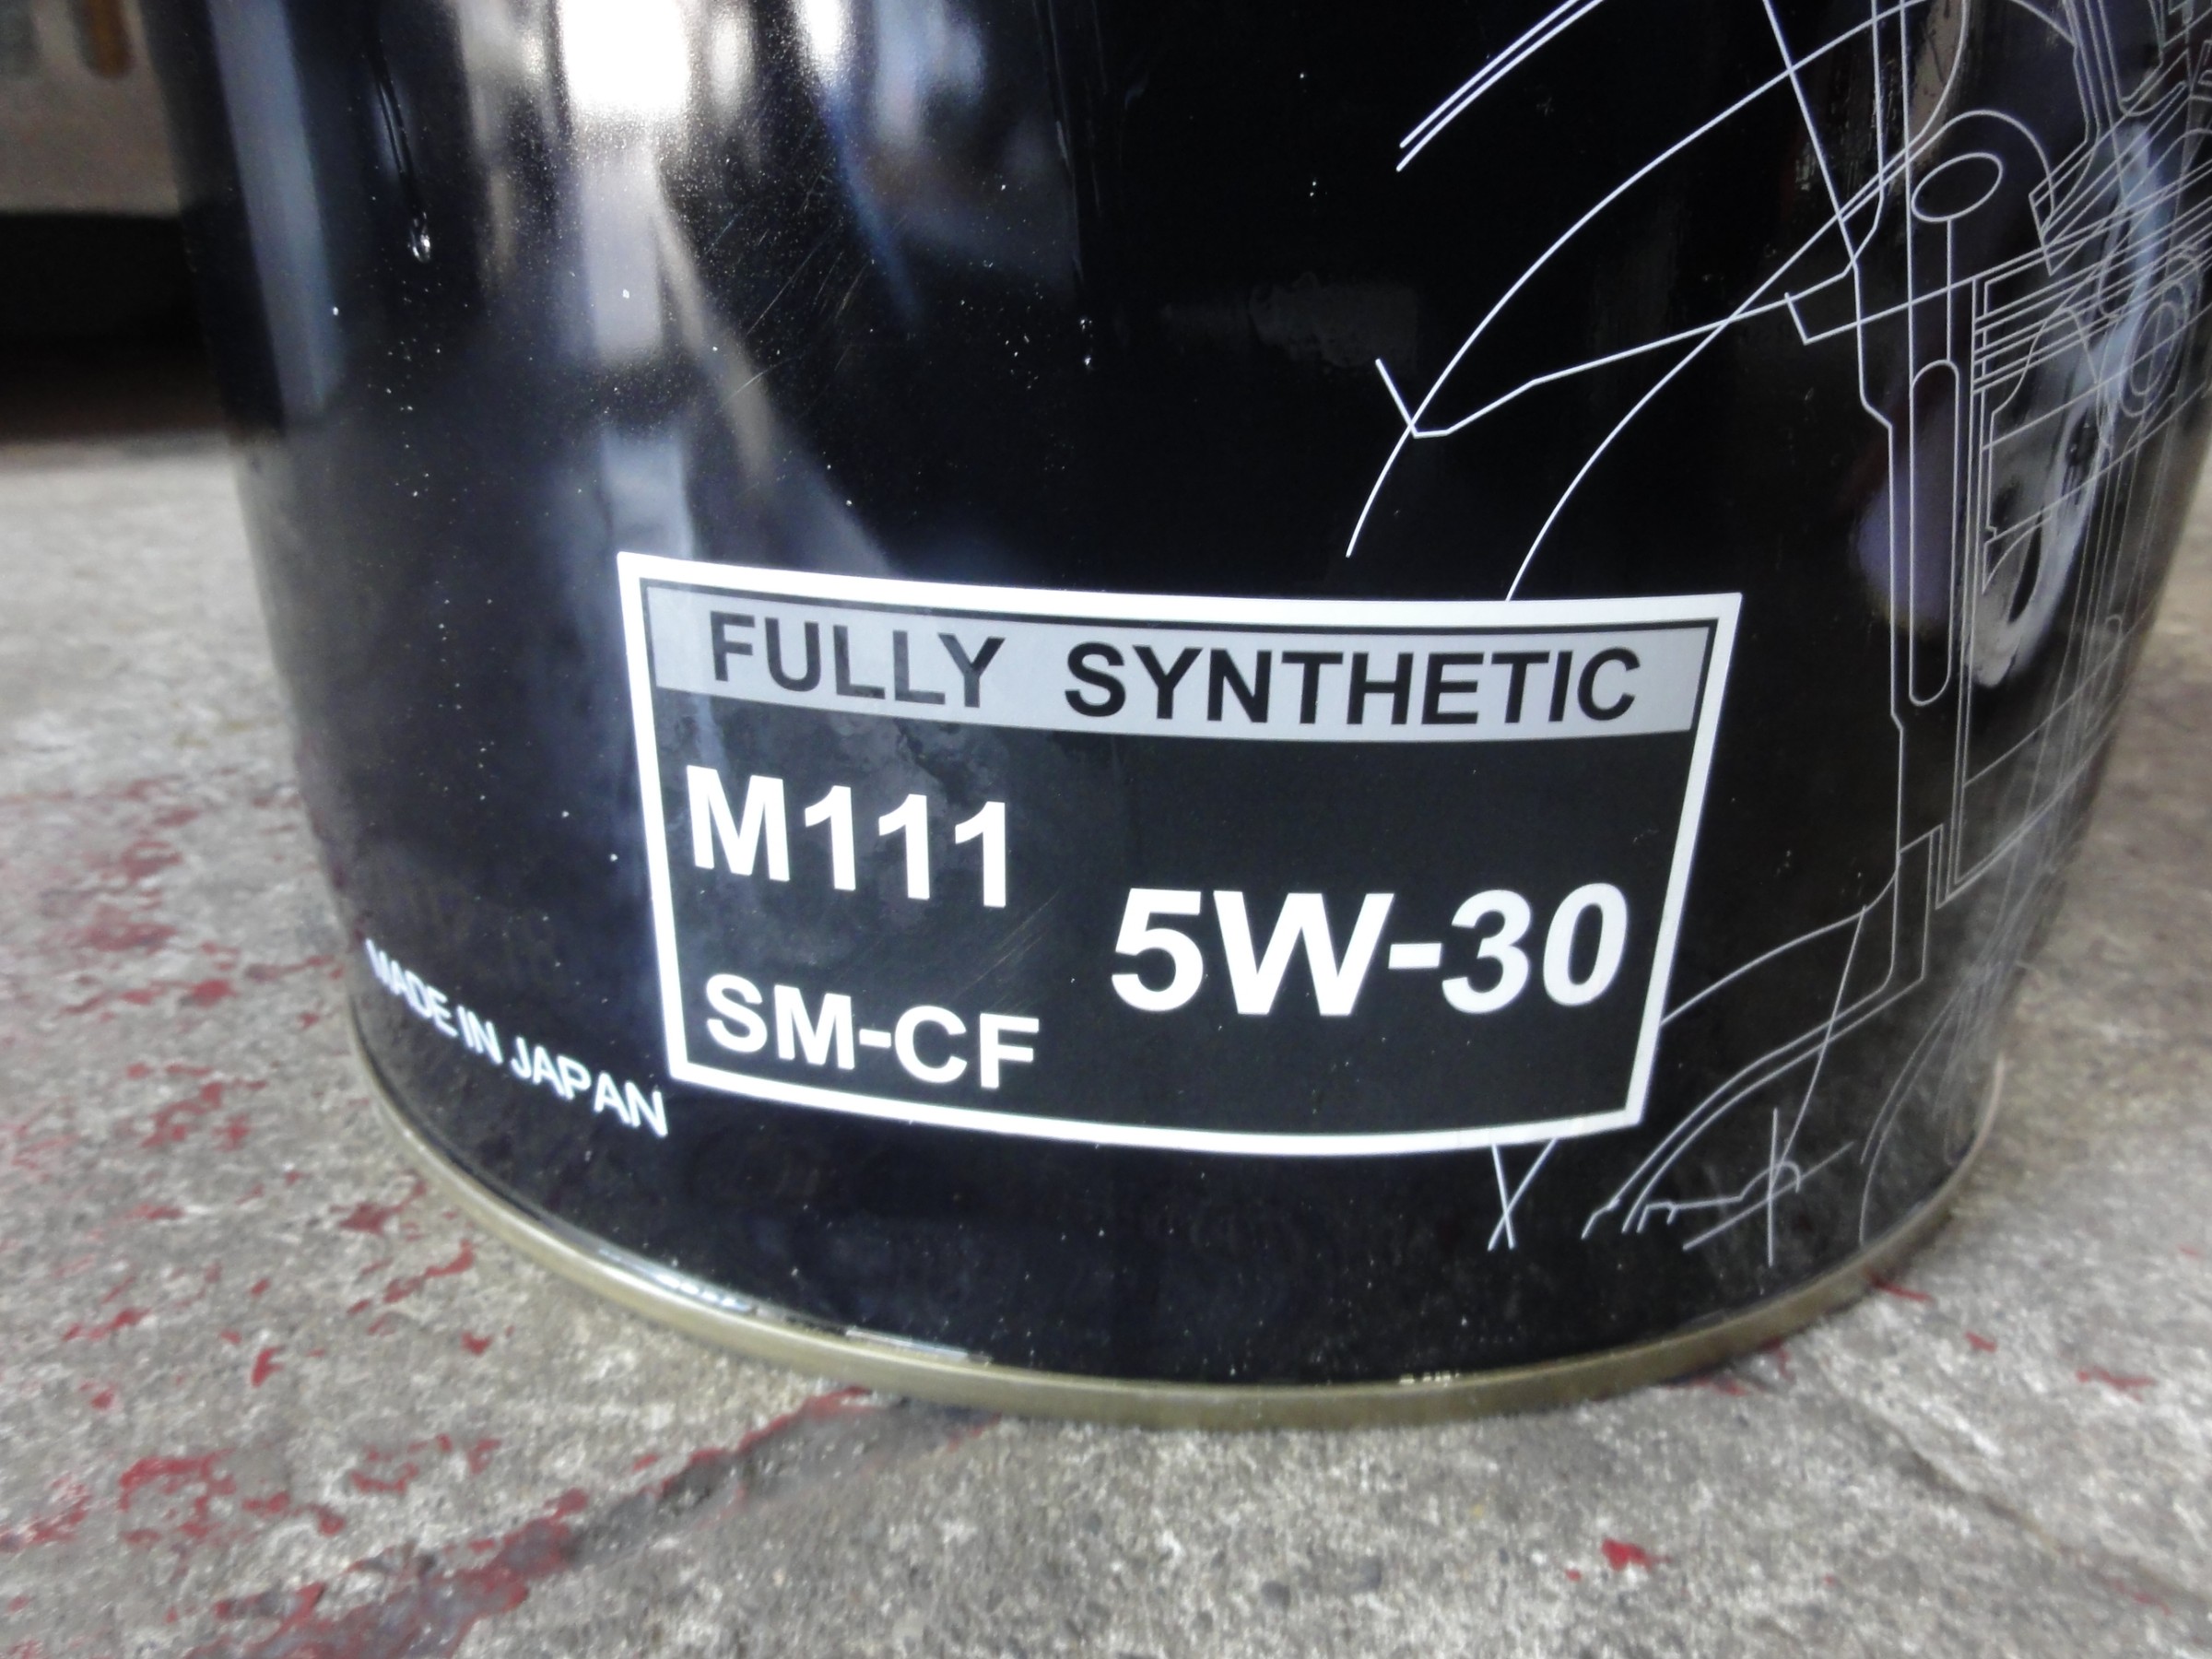 FULLY SYNTHETIC
M111
5W-30
SM-CF
MADE IN JAPAN